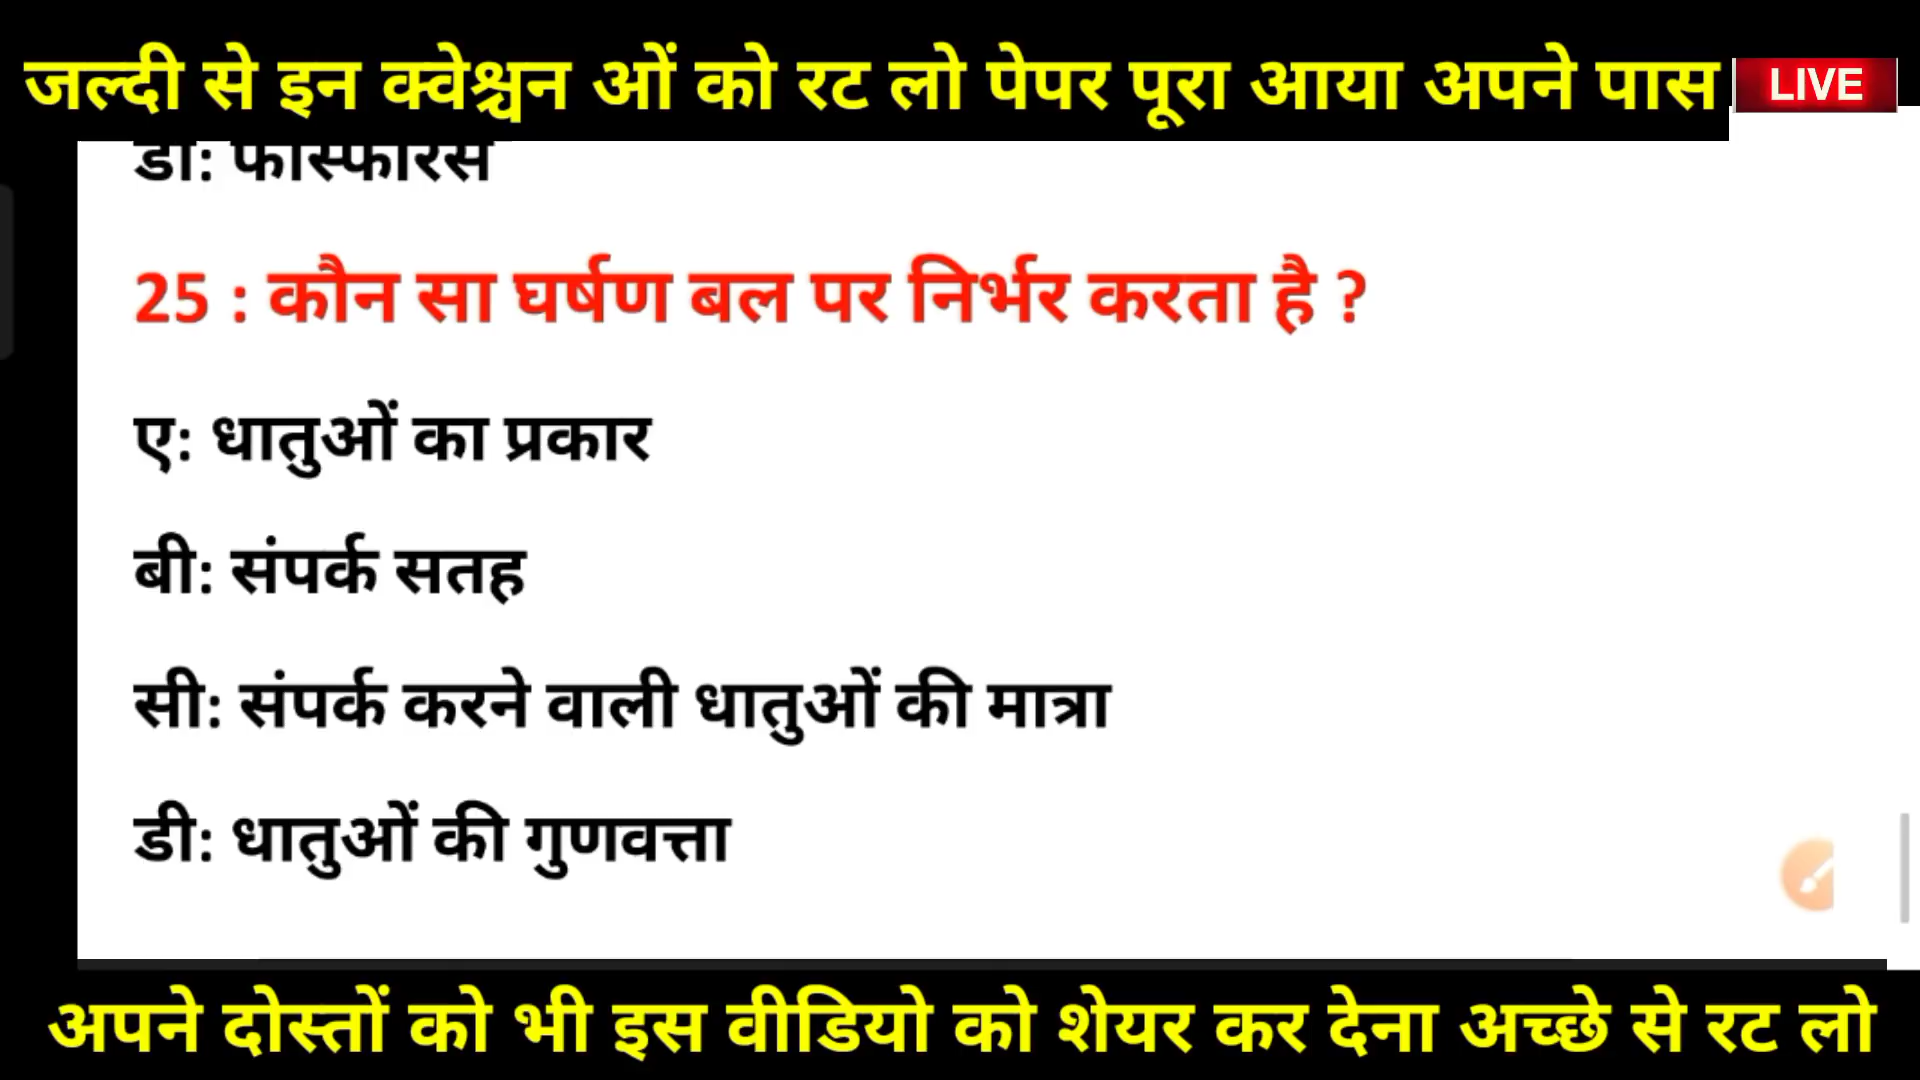 जल्दी से इन क्वेश्चन ओं को रट लो पेपर पूरा आया अपने पास LIVE
डी: फास्फोरस
25 : कौन सा घर्षण बल पर निर्भर करता है ?
ए: धातुओं का प्रकार
बी: संपर्क सतह
सी: संपर्क करने वाली धातुओं की मात्रा
डी: धातुओं की गुणवत्ता
अपने दोस्तों को भी इस वीडियो को शेयर कर देना अच्छे से रट लो